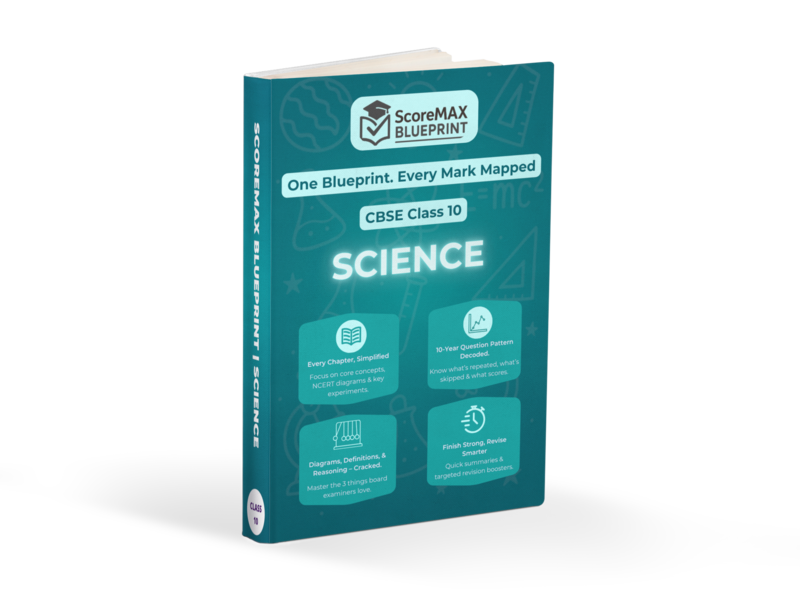 ScoreMAX
BLUEPRINT
One Blueprint. Every Mark Mapped
CBSE Class 10
SCIENCE
Every Chapter, Simplified
Focus on core concepts,
NCERT diagrams & key
experiments.
10-Year Question Pattern
Decoded.
Know what's repeated, what's
skipped & what scores.
Diagrams, Definitions, &
Reasoning – Cracked.
Master the 3 things board
examiners love.
Finish Strong, Revise
Smarter
Quick summaries &
targeted revision boosters.
SCOREMAX BLUEPRINT | SCIENCE
CLASS
10
E=mc²